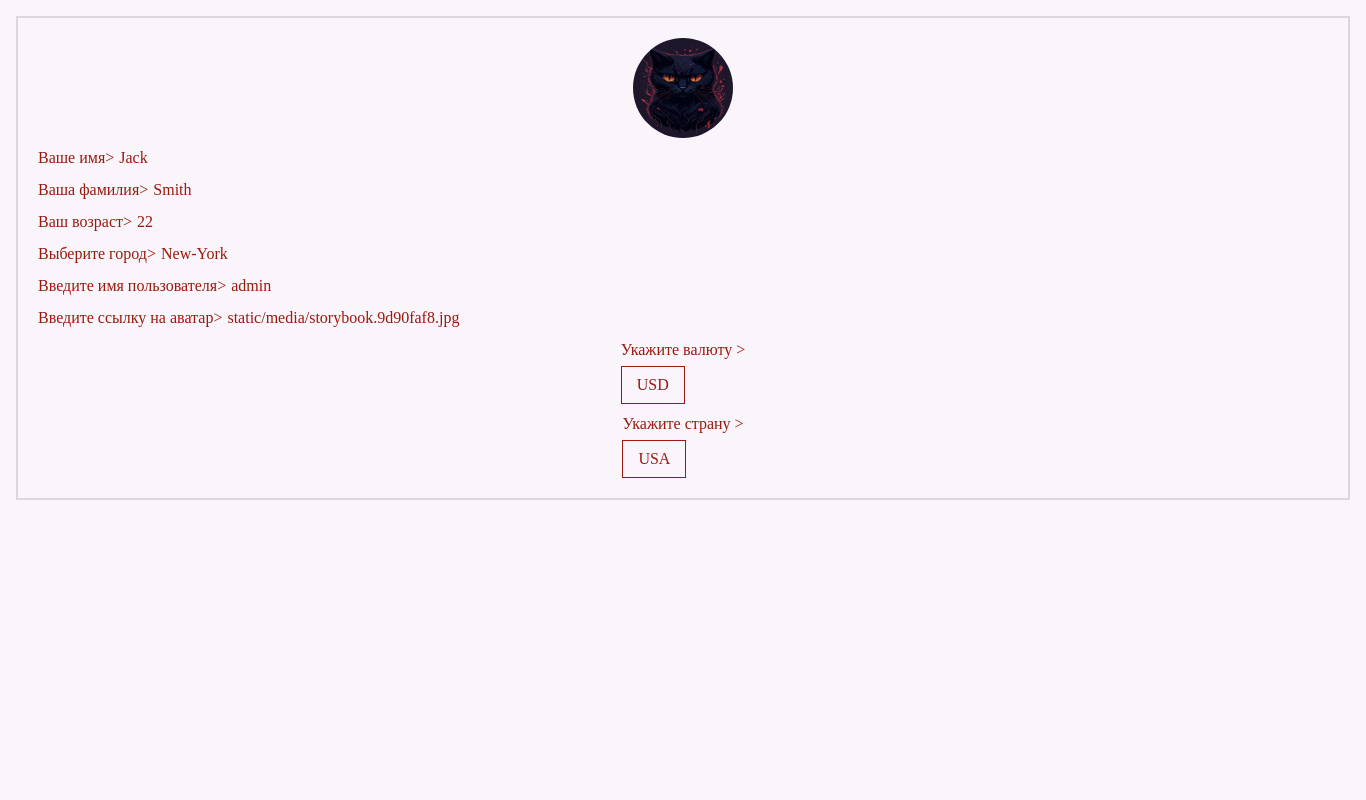 Ваше имя> Jack
Ваша фамилия> Smith
Ваш возраст> 22
Выберите город> New-York
Введите имя пользователя> admin
Введите ссылку на аватар> static/media/storybook.9d90faf8.jpg
Укажите валюту >
USD
Укажите страну >
USA